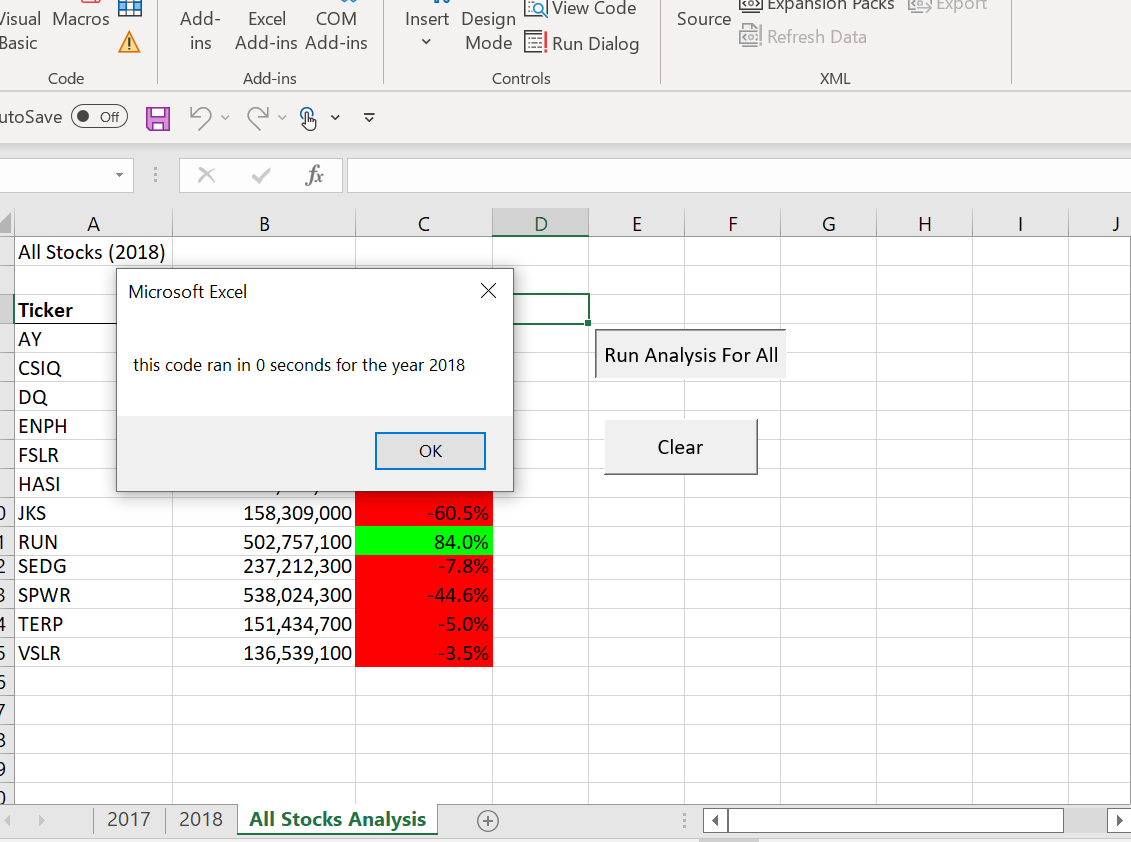 Visual Basic Macros
Add-ins Excel Add-ins COM Add-ins
Insert Design Mode View Code
Run Dialog
Source Expansion Packs Export
Refresh Data
Code Add-ins Controls XML
utoSave Off
fx
A B C D E F G H I J
All Stocks (2018)
Microsoft Excel
Ticker
this code ran in 0 seconds for the year 2018
OK
Run Analysis For All
Clear
AY
CSIQ
DQ
ENPH
FSLR
HASI
0 JKS 158,309,000 -60.5%
1 RUN 502,757,100 84.0%
2 SEDG 237,212,300 -7.8%
3 SPWR 538,024,300 -44.6%
4 TERP 151,434,700 -5.0%
5 VSLR 136,539,100 -3.5%
6
7
8
9
0
2017 2018 All Stocks Analysis